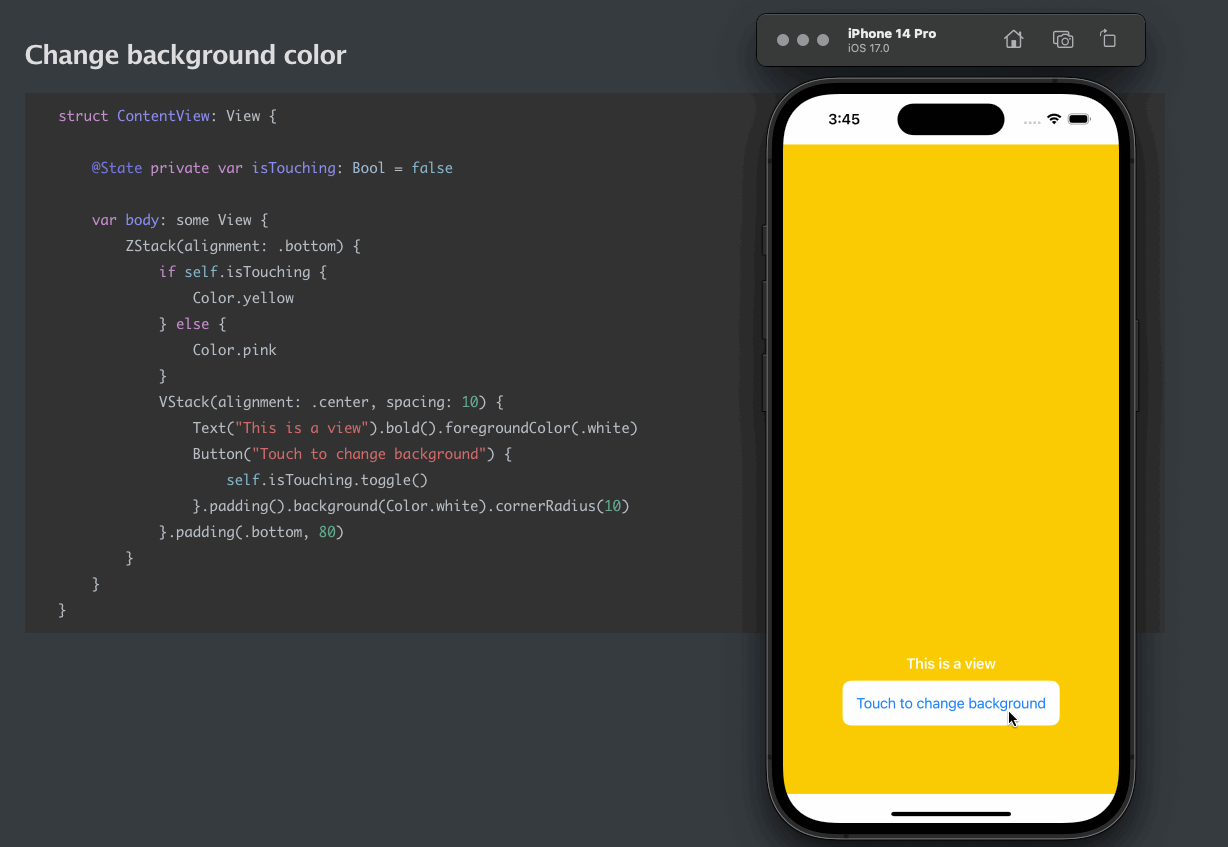 Change background color
struct ContentView: View {
@State private var isTouching: Bool = false
var body: some View {
ZStack(alignment: .bottom) {
if self.isTouching {
Color.yellow
} else {
Color.pink
}
VStack(alignment: .center, spacing: 10) {
Text("This is a view").bold().foregroundColor(.white)
Button("Touch to change background") {
self.isTouching.toggle()
}.padding().background(Color.white).cornerRadius(10)
}.padding(.bottom, 80)
}
}
}
iPhone 14 Pro
iOS 17.0
3:45
This is a view
Touch to change background